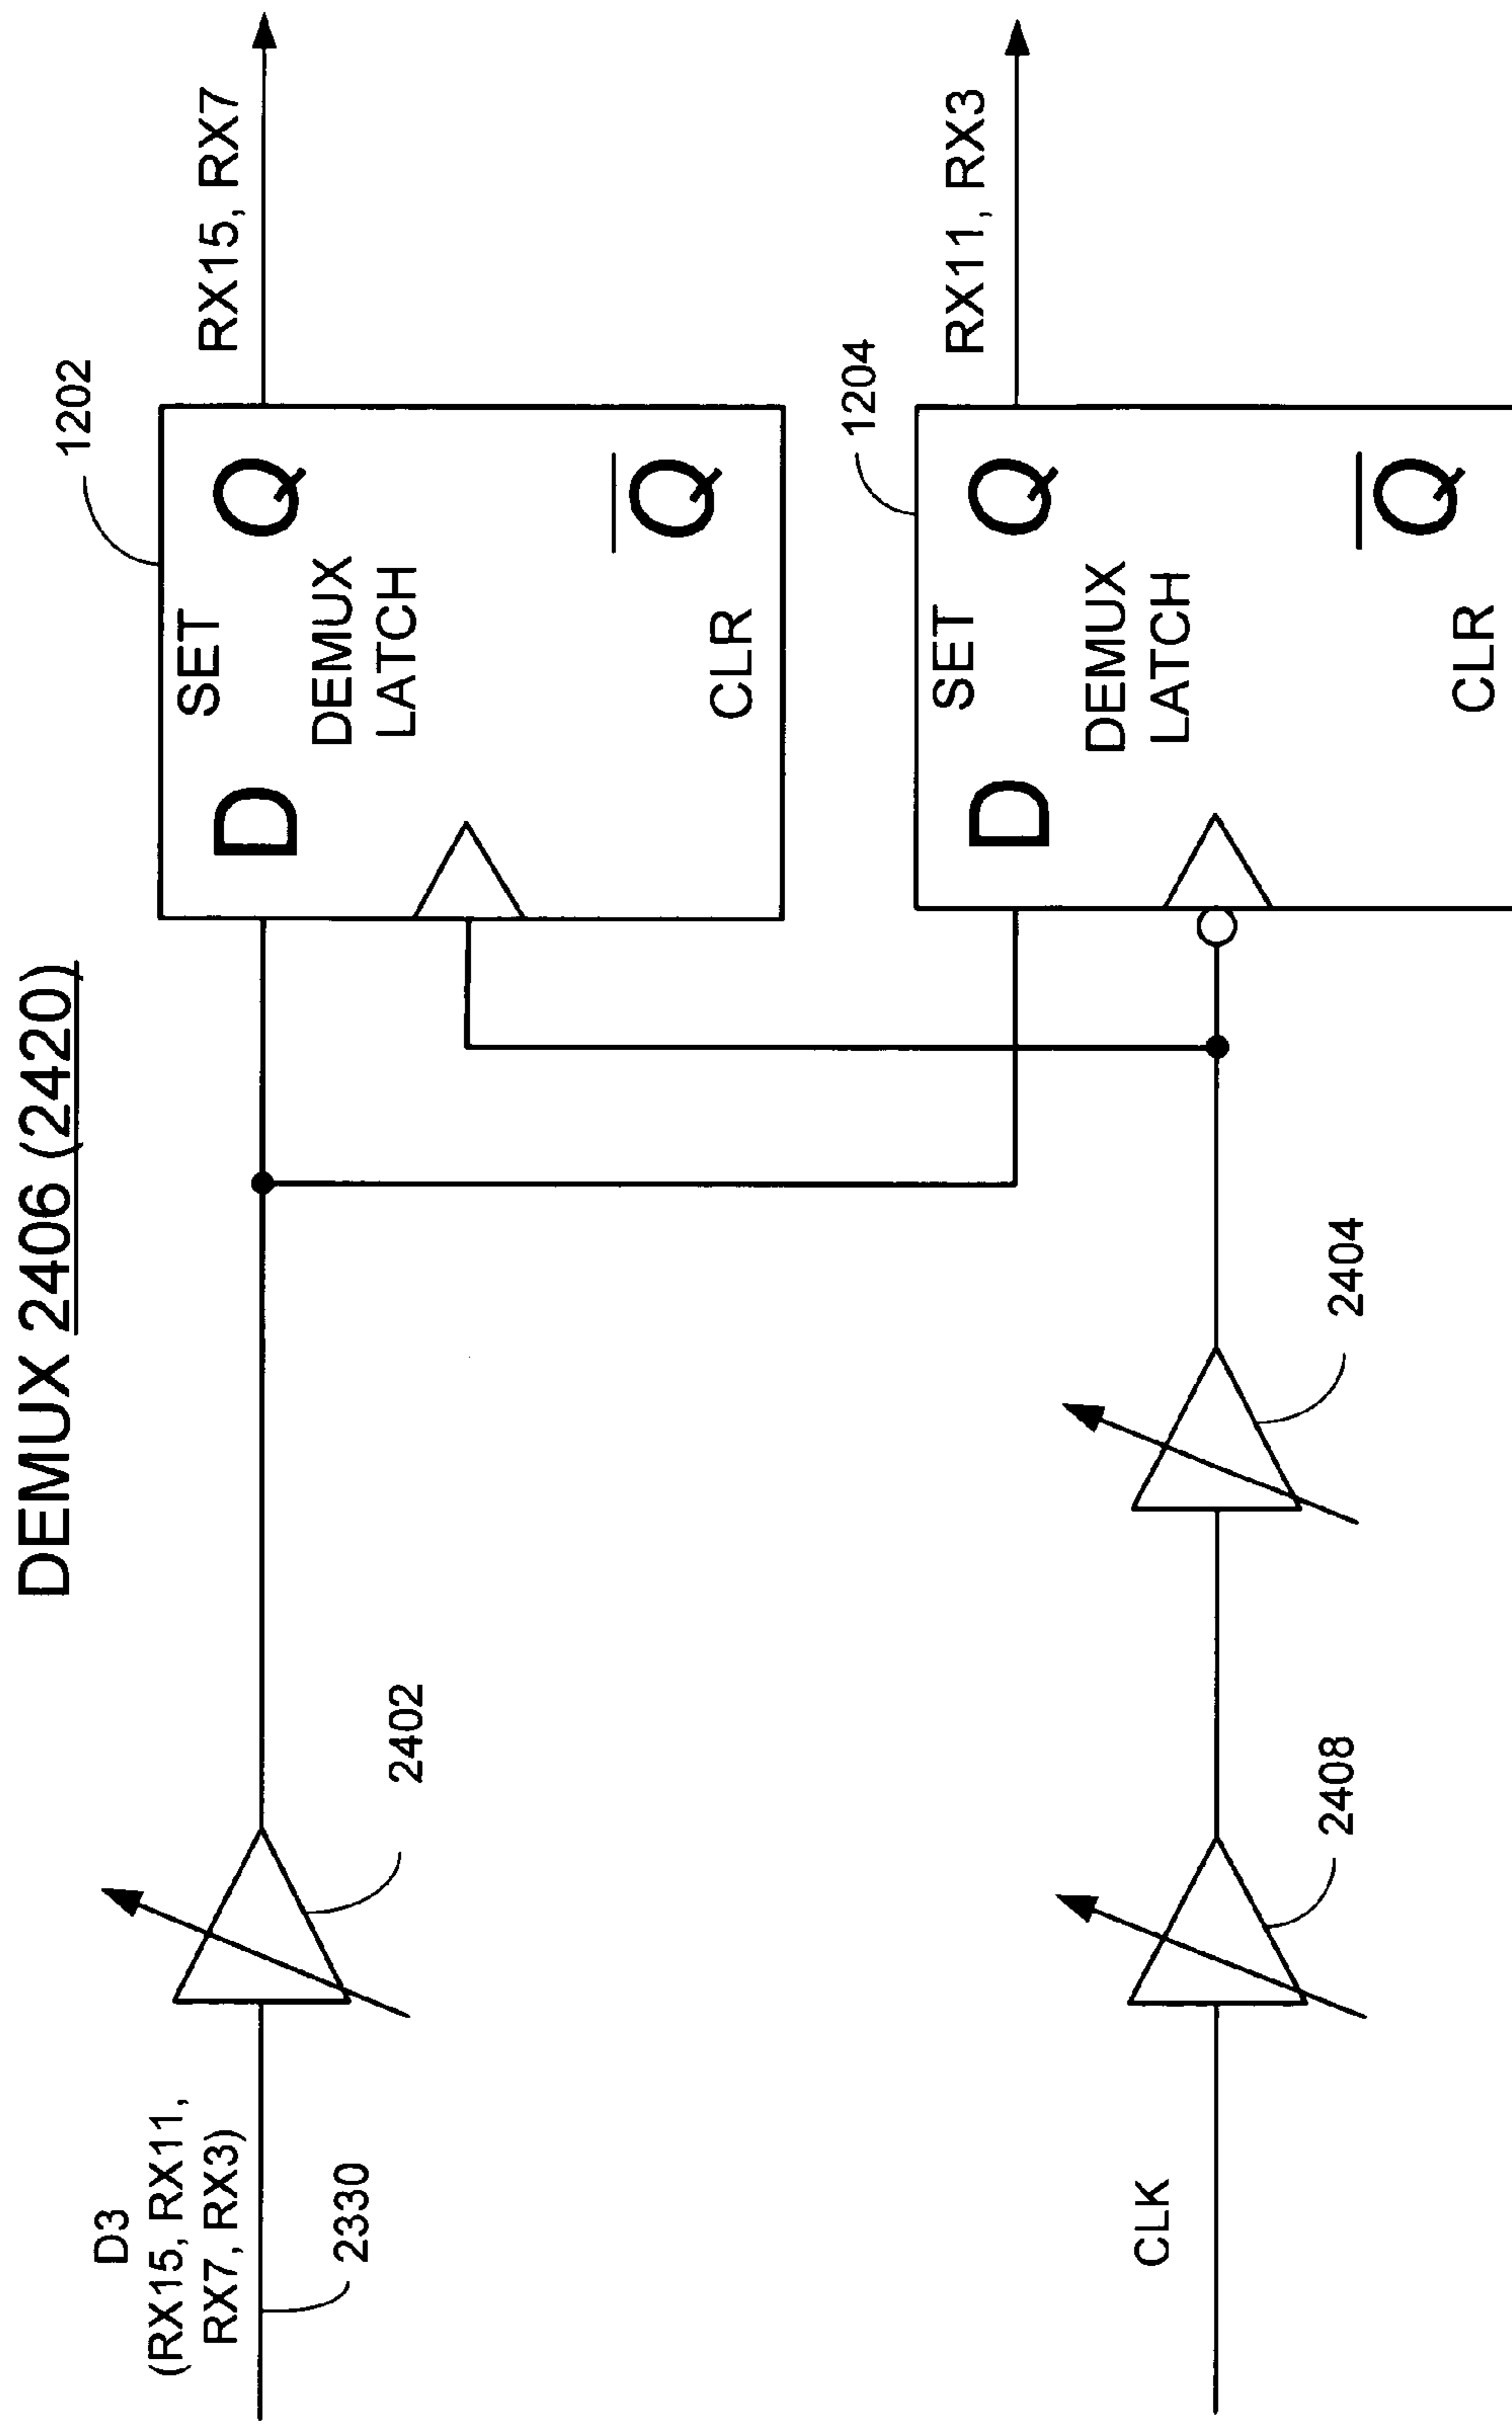 DEMUX 2406 (2420)
D3
(RX15, RX11,
RX7, RX3)
2330
2402
1202
SET
D
Q
DEMUX
LATCH
Q
CLR
RX15, RX7
CLK
2408
2404
1204
SET
D
Q
DEMUX
LATCH
Q
CLR
RX11, RX3